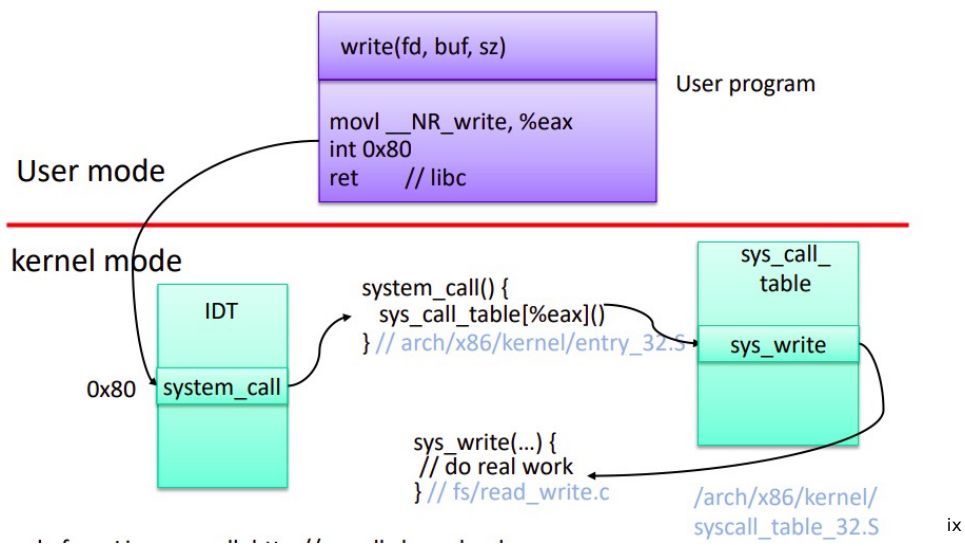 write(fd, buf, sz)
User program
movl __NR_write, %eax
int 0x80
ret // libc
User mode
kernel mode
IDT
0x80
system_call
system_call() {
sys_call_table[%eax]()
} // arch/x86/kernel/entry_32.S
sys_call_
table
sys_write
sys_write(...) {
// do real work
} // fs/read_write.c
/arch/x86/kernel/
syscall_table_32.S
ix